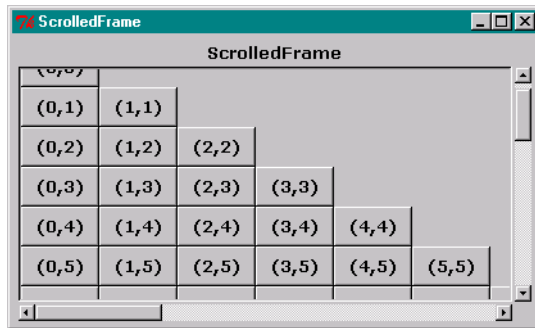 ScrolledFrame
ScrolledFrame
(0,0)
(0,1) (1,1)
(0,2) (1,2) (2,2)
(0,3) (1,3) (2,3) (3,3)
(0,4) (1,4) (2,4) (3,4) (4,4)
(0,5) (1,5) (2,5) (3,5) (4,5) (5,5)